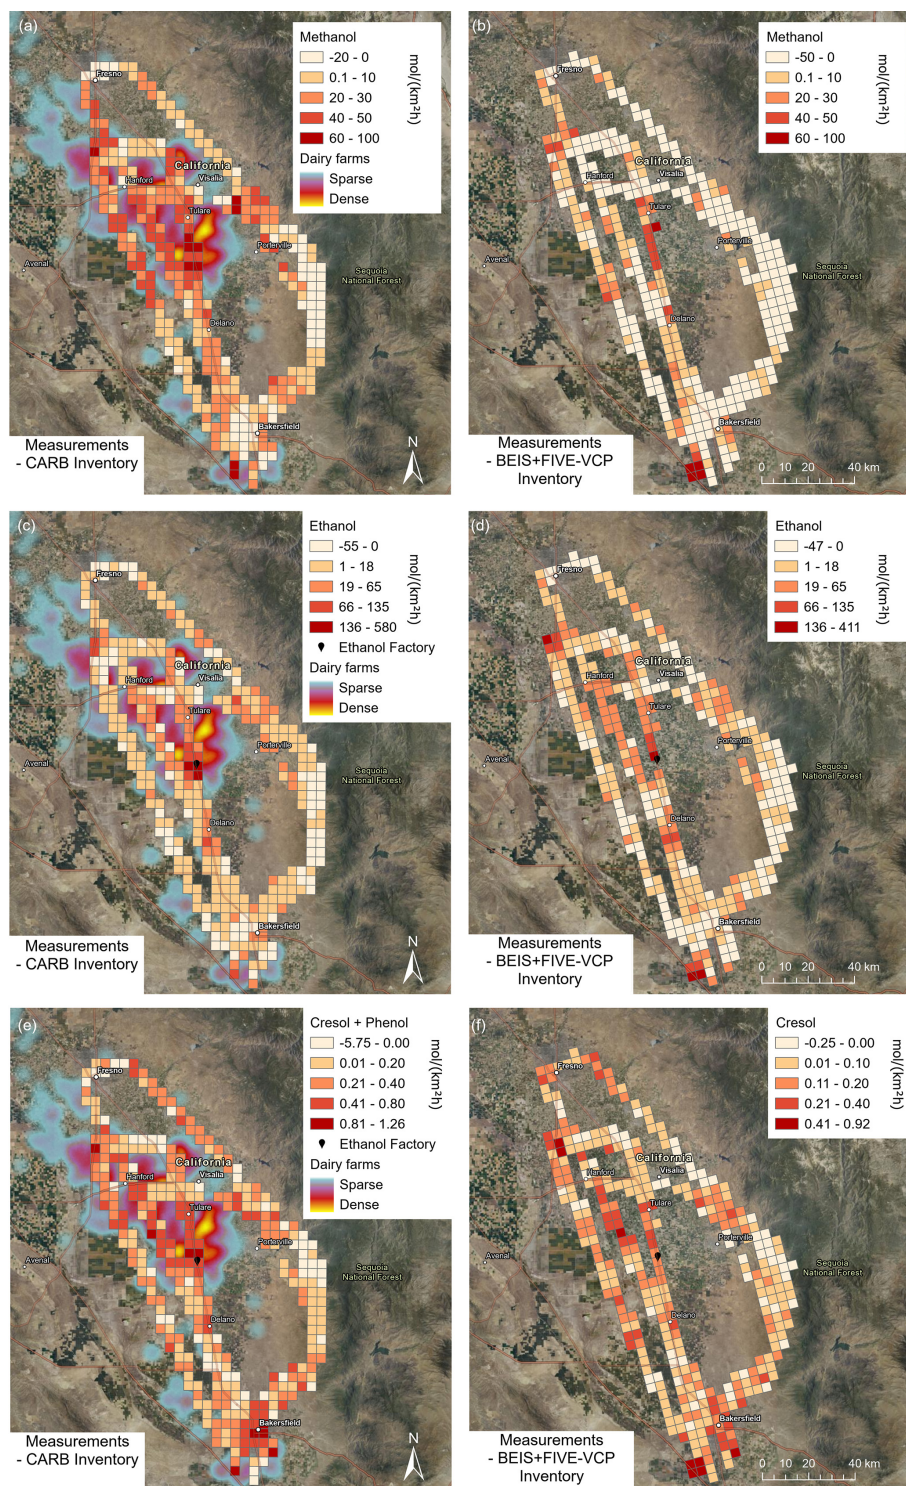 (a)
Methanol
-20 - 0
0.1 - 10
20 - 30
40 - 50
60 - 100
mol/(km²h)
Dairy farms
Sparse
Dense
Fresno
California
Visalia
Hanford
Tulare
Avenal
Porterville
Sequoia
National Forest
Delano
Bakersfield
Measurements
- CARB Inventory
N
(b)
Methanol
-50 - 0
0.1 - 10
20 - 30
40 - 50
60 - 100
mol/(km²h)
Fresno
California
Visalia
Hanford
Tulare
Avenal
Porterville
Sequoia
National Forest
Delano
Bakersfield
Measurements
- BEIS+FIVE-VCP
Inventory
0 10 20 40 km
(c)
Ethanol
-55 - 0
1 - 18
19 - 65
66 - 135
136 - 580
mol/(km²h)
Ethanol Factory
Dairy farms
Sparse
Dense
Fresno
California
Visalia
Hanford
Tulare
Avenal
Porterville
Sequoia
National Forest
Delano
Bakersfield
Measurements
- CARB Inventory
N
(d)
Ethanol
-47 - 0
1 - 18
19 - 65
66 - 135
136 - 411
mol/(km²h)
Ethanol Factory
Fresno
California
Visalia
Hanford
Tulare
Avenal
Porterville
Sequoia
National Forest
Delano
Bakersfield
Measurements
- BEIS+FIVE-VCP
Inventory
0 10 20 40 km
(e)
Cresol + Phenol
-5.75 - 0.00
0.01 - 0.20
0.21 - 0.40
0.41 - 0.80
0.81 - 1.26
mol/(km²h)
Ethanol Factory
Dairy farms
Sparse
Dense
Fresno
California
Visalia
Hanford
Tulare
Avenal
Porterville
Sequoia
National Forest
Delano
Bakersfield
Measurements
- CARB Inventory
N
(f)
Cresol
-0.25 - 0.00
0.01 - 0.10
0.11 - 0.20
0.21 - 0.40
0.41 - 0.92
mol/(km²h)
Fresno
California
Visalia
Hanford
Tulare
Avenal
Porterville
Sequoia
National Forest
Delano
Bakersfield
Measurements
- BEIS+FIVE-VCP
Inventory
0 10 20 40 km